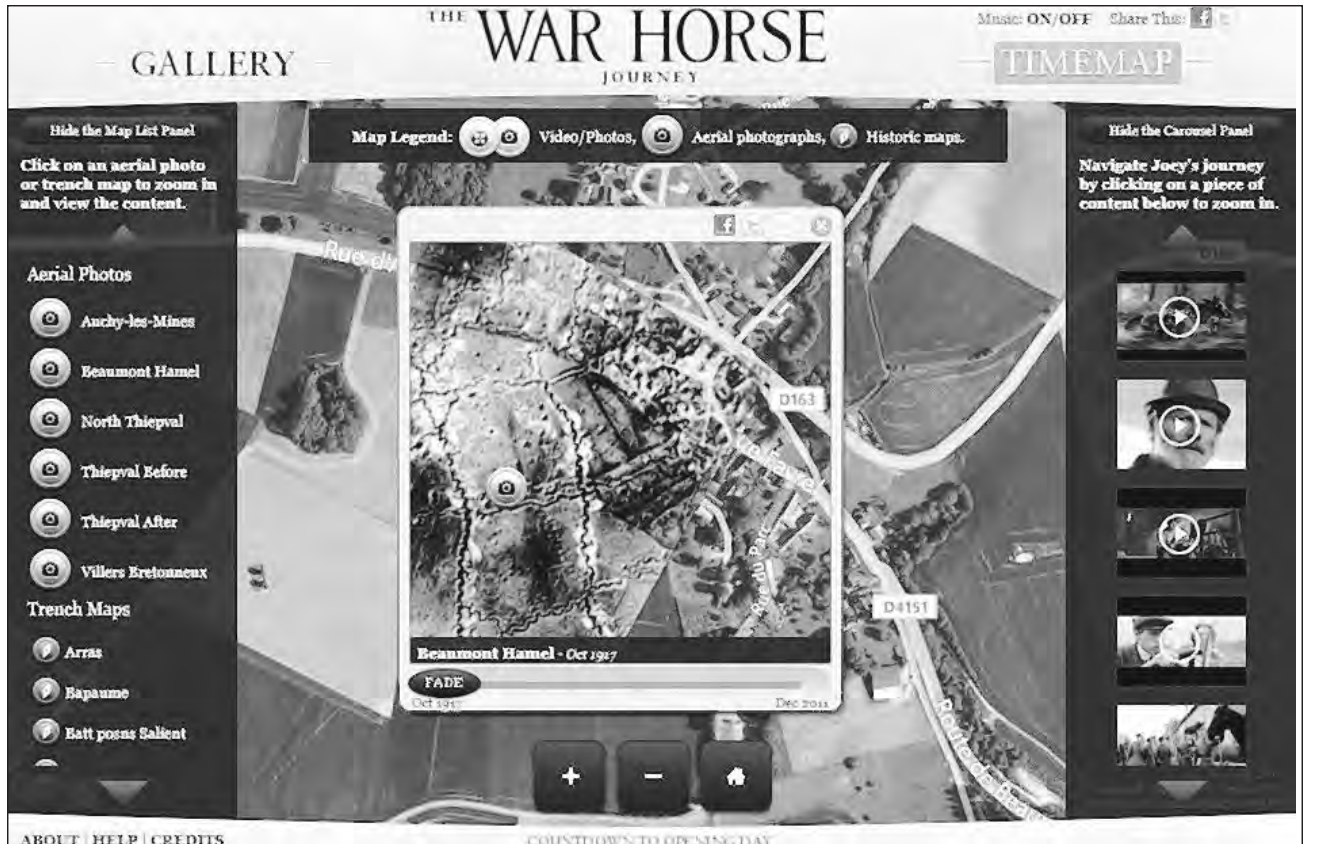 THE
WAR HORSE
JOURNEY
GALLERY
Music: ON/OFF Share This:
TIMEMAP
Hide the Map List Panel
Click on an aerial photo
or trench map to zoom in
and view the content.
Aerial Photos
Auchy-les-Mines
Beaumont Hamel
North Thiepval
Thiepval Before
Thiepval After
Villers Bretonneux
Trench Maps
Arras
Bapaume
Batt posns Salient
Map Legend: Video/Photos, Aerial photographs, Historic maps.
D163
Rue du Parc
D4151
Beaumont Hamel - Oct 1917
FADE
Oct 1917 Dec 2011
+ −
Hide the Carousel Panel
Navigate Joey's journey
by clicking on a piece of
content below to zoom in.
ABOUT | HELP | CREDITS
COUNTDOWN TO OPENING DAY